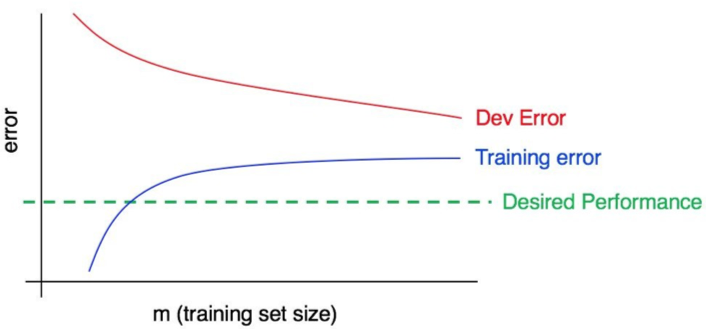 error
Dev Error
Training error
Desired Performance
m (training set size)